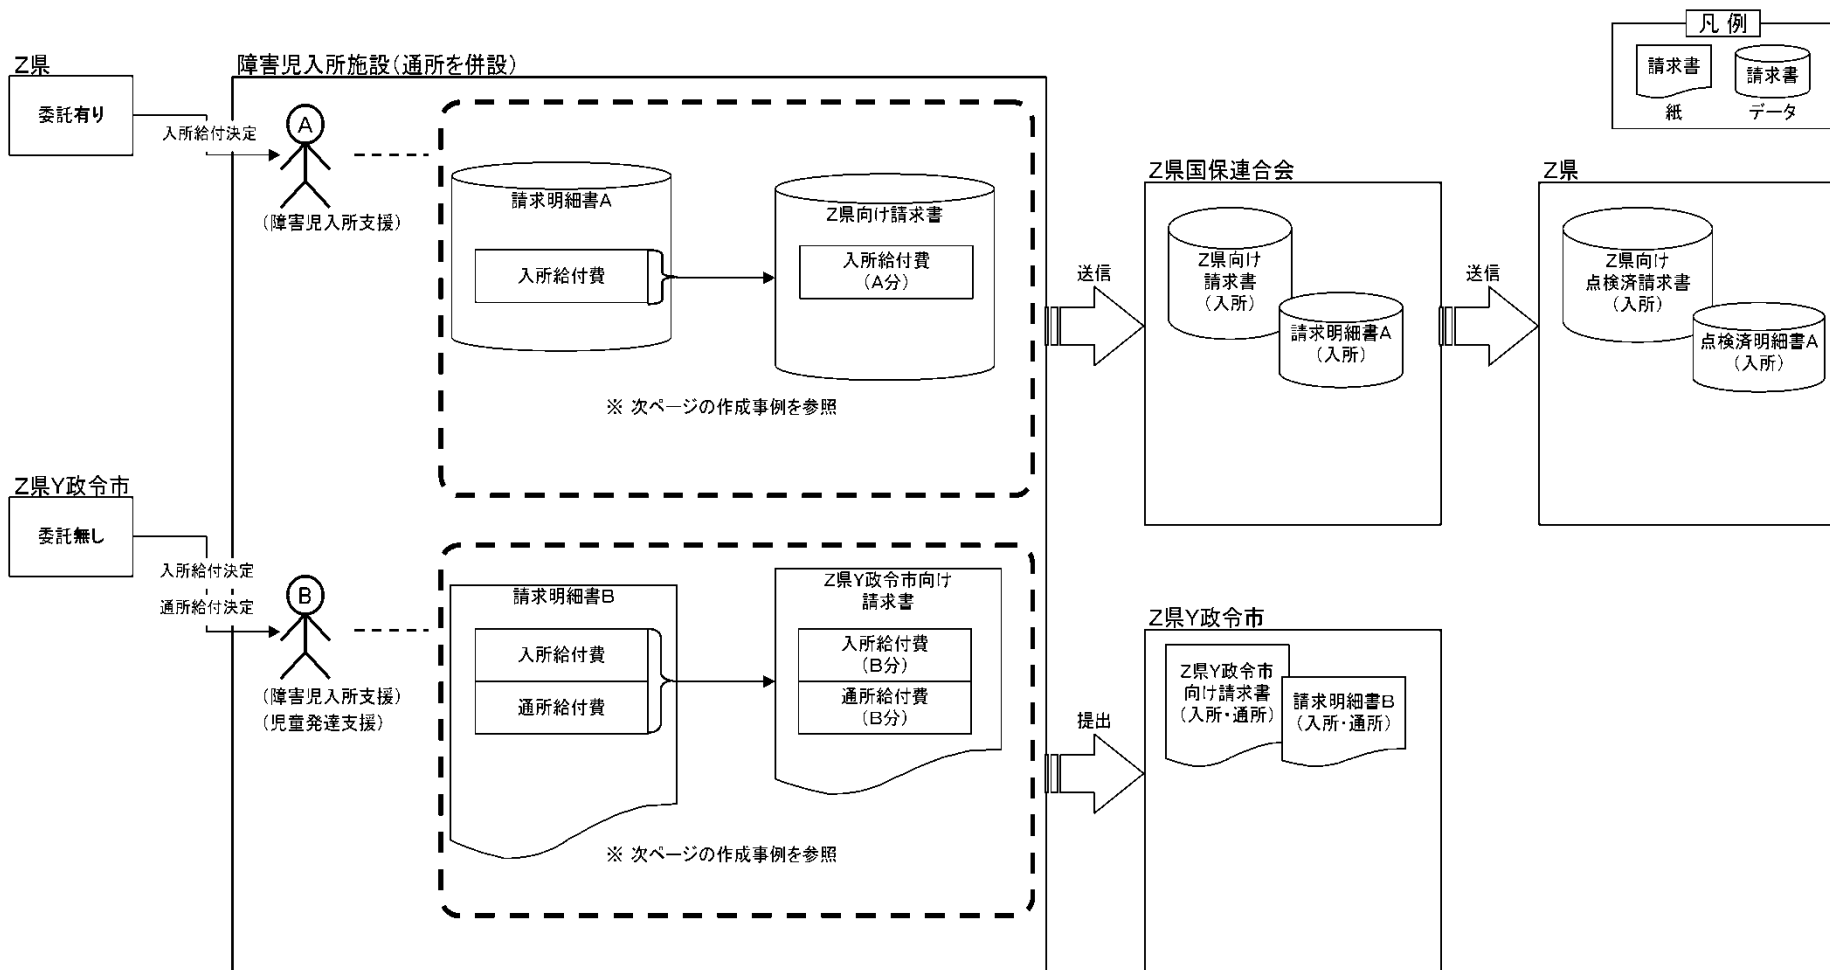 凡 例
請求書
請求書
紙
データ
Z県
委託有り
入所給付決定
障害児入所施設(通所を併設)
A
(障害児入所支援)
請求明細書A
入所給付費
Z県向け請求書
入所給付費
(A分)
※ 次ページの作成事例を参照
送信
Z県国保連合会
Z県向け
請求書
(入所)
請求明細書A
(入所)
送信
Z県
Z県向け
点検済請求書
(入所)
点検済明細書A
(入所)
Z県Y政令市
委託無し
入所給付決定
通所給付決定
B
(障害児入所支援)
(児童発達支援)
請求明細書B
入所給付費
通所給付費
Z県Y政令市向け
請求書
入所給付費
(B分)
通所給付費
(B分)
※ 次ページの作成事例を参照
提出
Z県Y政令市
Z県Y政令市
向け請求書
(入所・通所)
請求明細書B
(入所・通所)